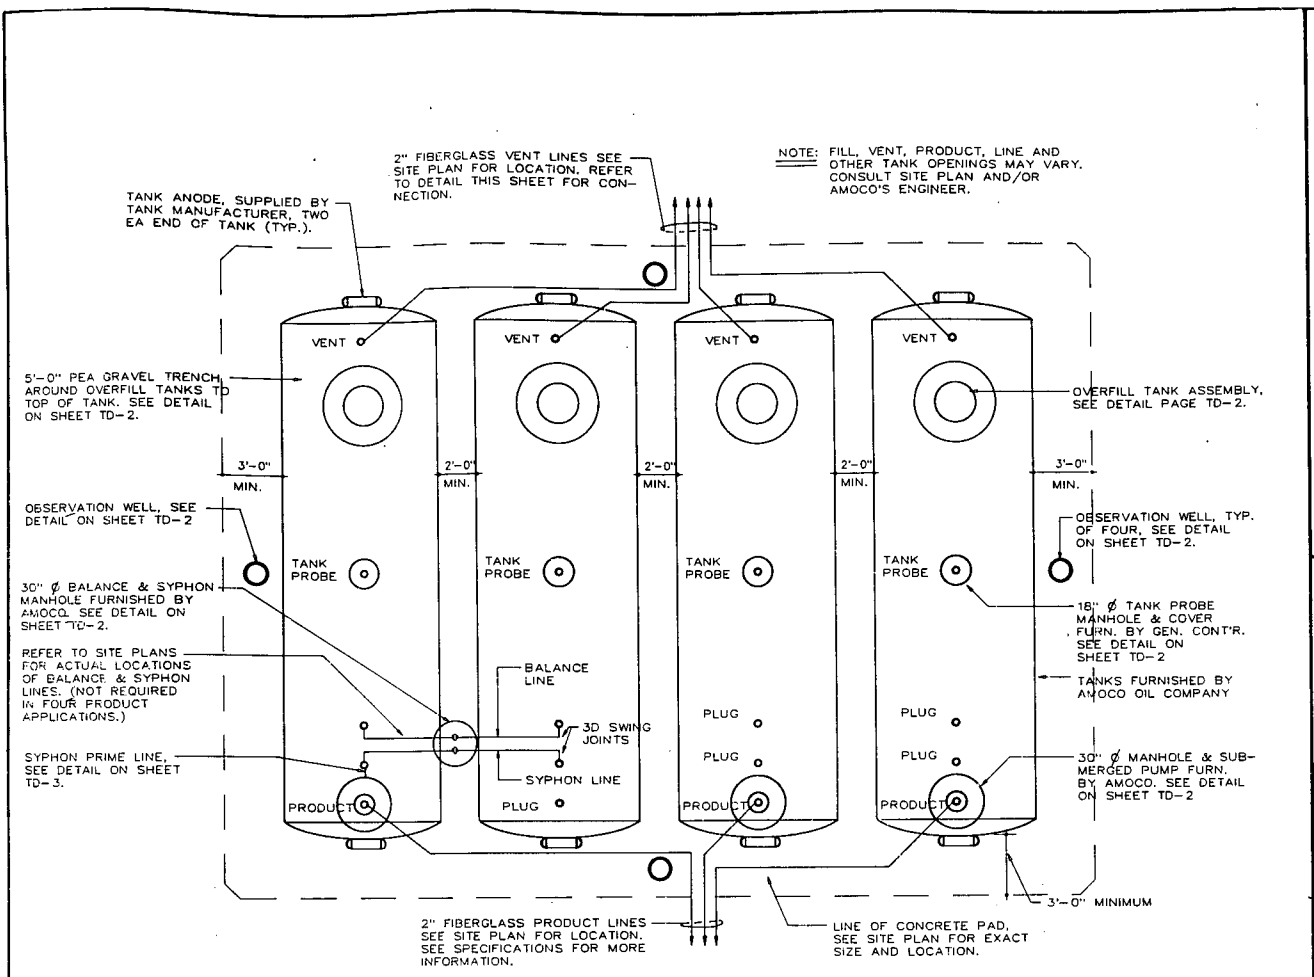 2" FIBERGLASS VENT LINES SEE
SITE PLAN FOR LOCATION. REFER
TO DETAIL THIS SHEET FOR CON-
NECTION.
NOTE: FILL, VENT, PRODUCT, LINE AND
OTHER TANK OPENINGS MAY VARY.
CONSULT SITE PLAN AND/OR
AMOCO'S ENGINEER.
TANK ANODE, SUPPLIED BY
TANK MANUFACTURER, TWO
EA END OF TANK (TYP.).
VENT
VENT
VENT
VENT
5'-0" PEA GRAVEL TRENCH
AROUND OVERFILL TANKS TO
TOP OF TANK. SEE DETAIL
ON SHEET TD-2.
OVERFILL TANK ASSEMBLY,
SEE DETAIL PAGE TD-2.
3'-0"
MIN.
2'-0"
MIN.
2'-0"
MIN.
2'-0"
MIN.
3'-0"
MIN.
OBSERVATION WELL, SEE
DETAIL ON SHEET TD-2
OBSERVATION WELL, TYP.
OF FOUR, SEE DETAIL
ON SHEET TD-2.
TANK
PROBE
TANK
PROBE
TANK
PROBE
TANK
PROBE
30" Ø BALANCE & SYPHON
MANHOLE FURNISHED BY
AMOCO. SEE DETAIL ON
SHEET TD-2.
18" Ø TANK PROBE
MANHOLE & COVER
FURN. BY GEN. CONT'R.
SEE DETAIL ON
SHEET TD-2
REFER TO SITE PLANS
FOR ACTUAL LOCATIONS
OF BALANCE & SYPHON
LINES. (NOT REQUIRED
IN FOUR PRODUCT
APPLICATIONS.)
BALANCE
LINE
TANKS FURNISHED BY
AMOCO OIL COMPANY
3D SWING
JOINTS
PLUG
PLUG
SYPHON PRIME LINE,
SEE DETAIL ON SHEET
TD-3.
SYPHON LINE
PLUG
PLUG
30" Ø MANHOLE & SUB-
MERGED PUMP FURN.
BY AMOCO. SEE DETAIL
ON SHEET TD-2
PRODUCT
PLUG
PRODUCT
PRODUCT
3'-0" MINIMUM
2" FIBERGLASS PRODUCT LINES
SEE SITE PLAN FOR LOCATION.
SEE SPECIFICATIONS FOR MORE
INFORMATION.
LINE OF CONCRETE PAD,
SEE SITE PLAN FOR EXACT
SIZE AND LOCATION.